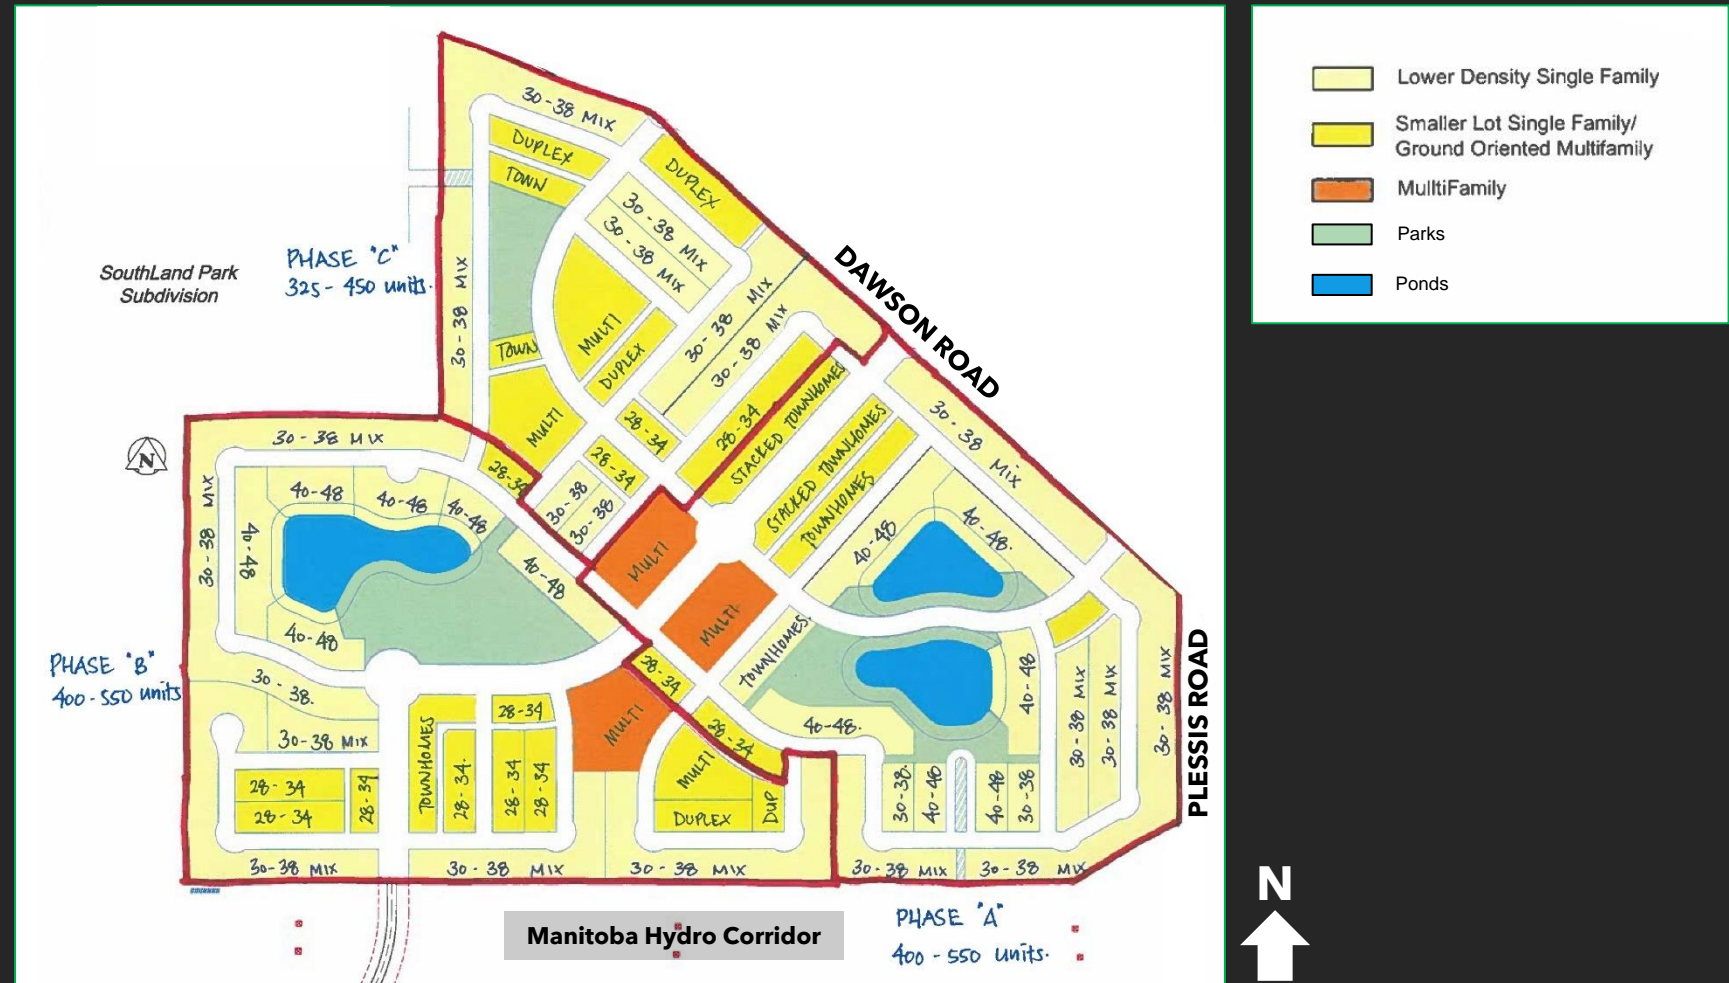 30-38 MIX
DUPLEX
TOWN
DUPLEX
30-38 MIX
30-38 MIX
SouthLand Park
Subdivision
PHASE "C"
325-450 units.
30-38 MIX
TOWN
MULTI
DUPLEX
30-38 MIX
30-38 MIX
DAWSON ROAD
MULTI
28-34
28-34
28-34
28-34
30-38
30-38
STACKED TOWNHOMES
STACKED TOWNHOMES
TOWNHOMES
30-38 MIX
N
30-38 MIX
30-38 MIX
40-48
40-48
40-48
40-48
40-48
40-48
MULTI
MULTI
TOWNHOMES.
40-48
40-48.
PHASE "B"
400-550 units
30-38.
30-38 MIX
28-34
28-34
28-34
TOWNHOMES
28-34.
28-34
28-34
28-34
MULTI
28-34
28-34
MULTI
DUPLEX
DUP
40-48.
40-48
30-38 MIX
30-38 MIX
30-38 MIX
PLESSIS ROAD
30-38.
40-48
40-48
30-38
30-38 MIX
30-38 MIX
30-38 MIX
30-38 MIX
30-38 MIX
Manitoba Hydro Corridor
PHASE "A"
400-550 units.
Lower Density Single Family
Smaller Lot Single Family/
Ground Oriented Multifamily
MulltiFamily
Parks
Ponds
N